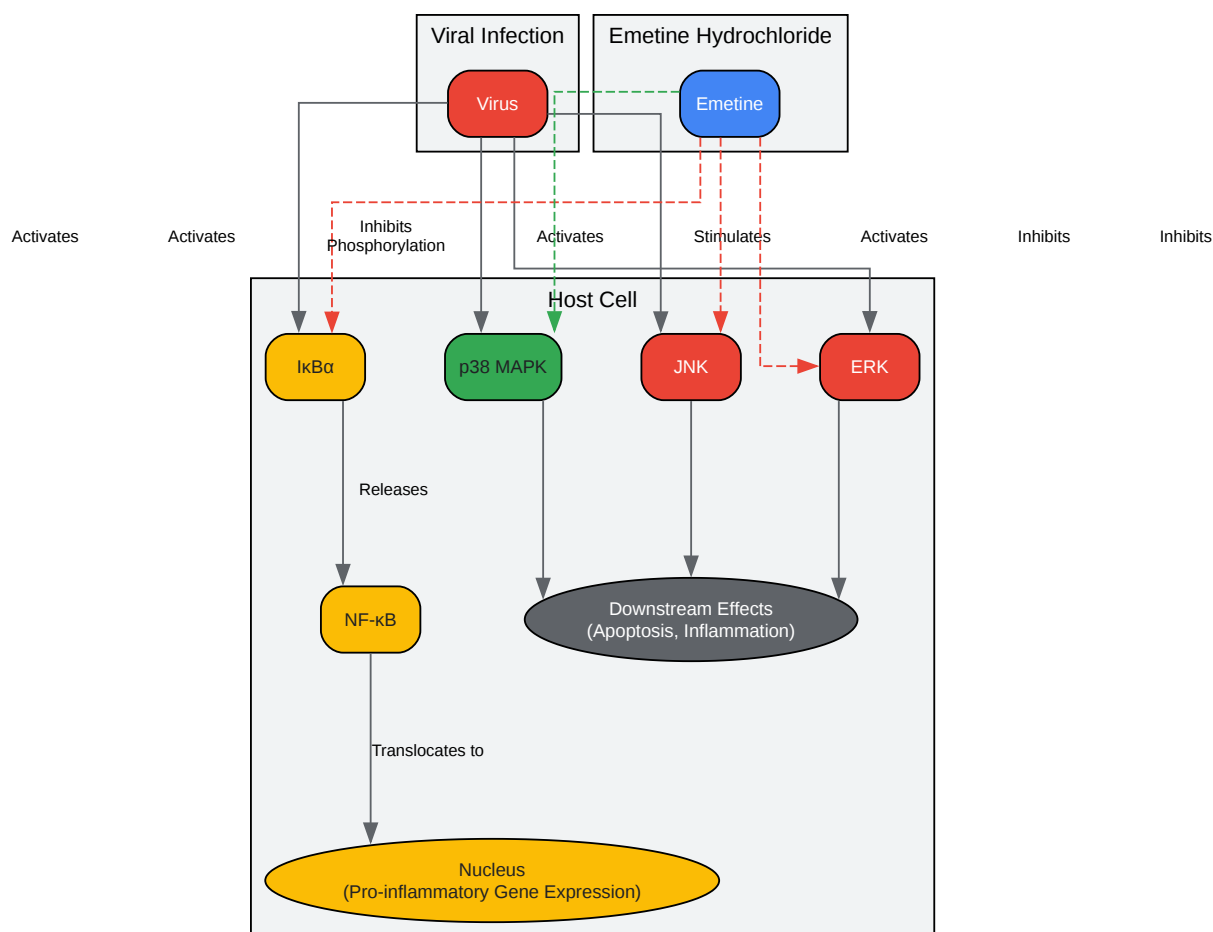 Viral Infection
Emetine Hydrochloride
Virus
Emetine
Activates
Activates
Inhibits
Phosphorylation
Activates
Stimulates
Activates
Inhibits
Inhibits
Host Cell
IκBα
p38 MAPK
JNK
ERK
Releases
NF-κB
Downstream Effects
(Apoptosis, Inflammation)
Translocates to
Nucleus
(Pro-inflammatory Gene Expression)